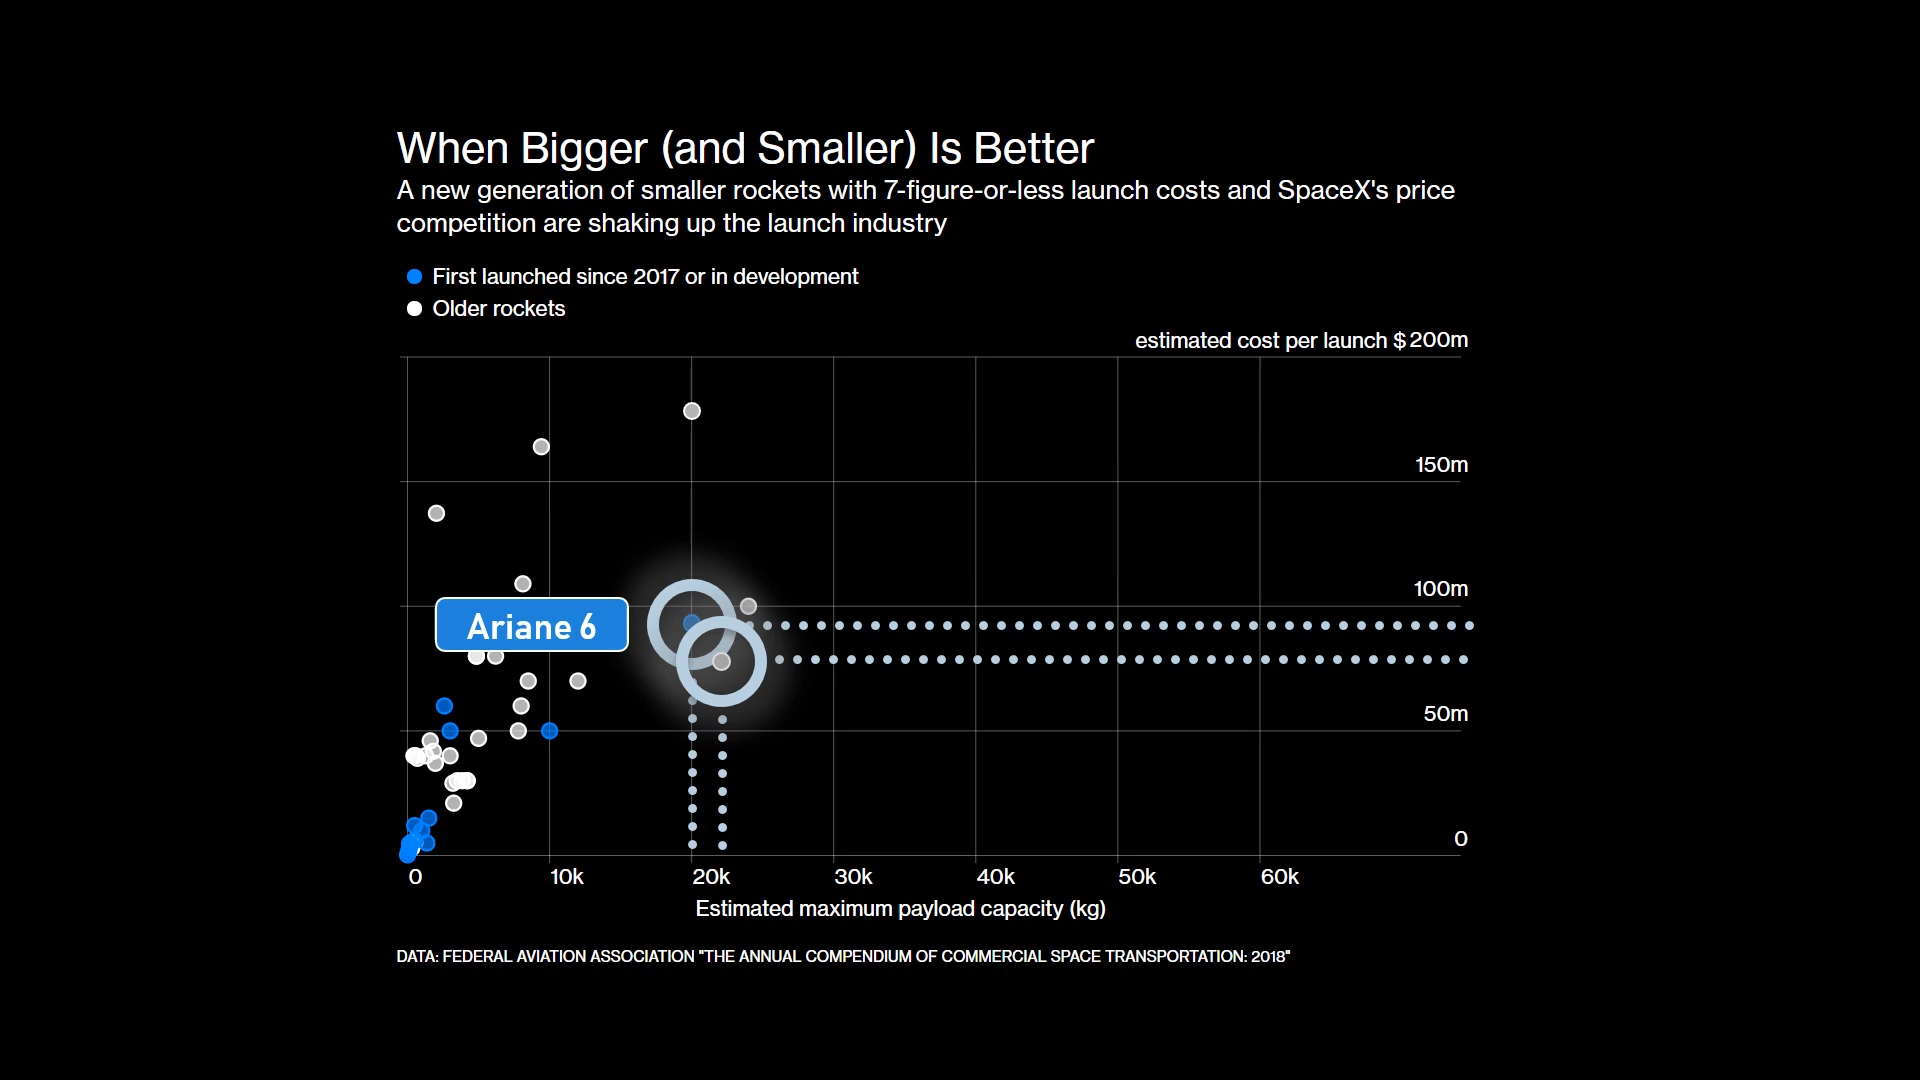 When Bigger (and Smaller) Is Better
A new generation of smaller rockets with 7-figure-or-less launch costs and SpaceX's price
competition are shaking up the launch industry
First launched since 2017 or in development
Older rockets
estimated cost per launch $200m
150m
100m
Ariane 6
50m
0
0 10k 20k 30k 40k 50k 60k
Estimated maximum payload capacity (kg)
DATA: FEDERAL AVIATION ASSOCIATION "THE ANNUAL COMPENDIUM OF COMMERCIAL SPACE TRANSPORTATION: 2018"